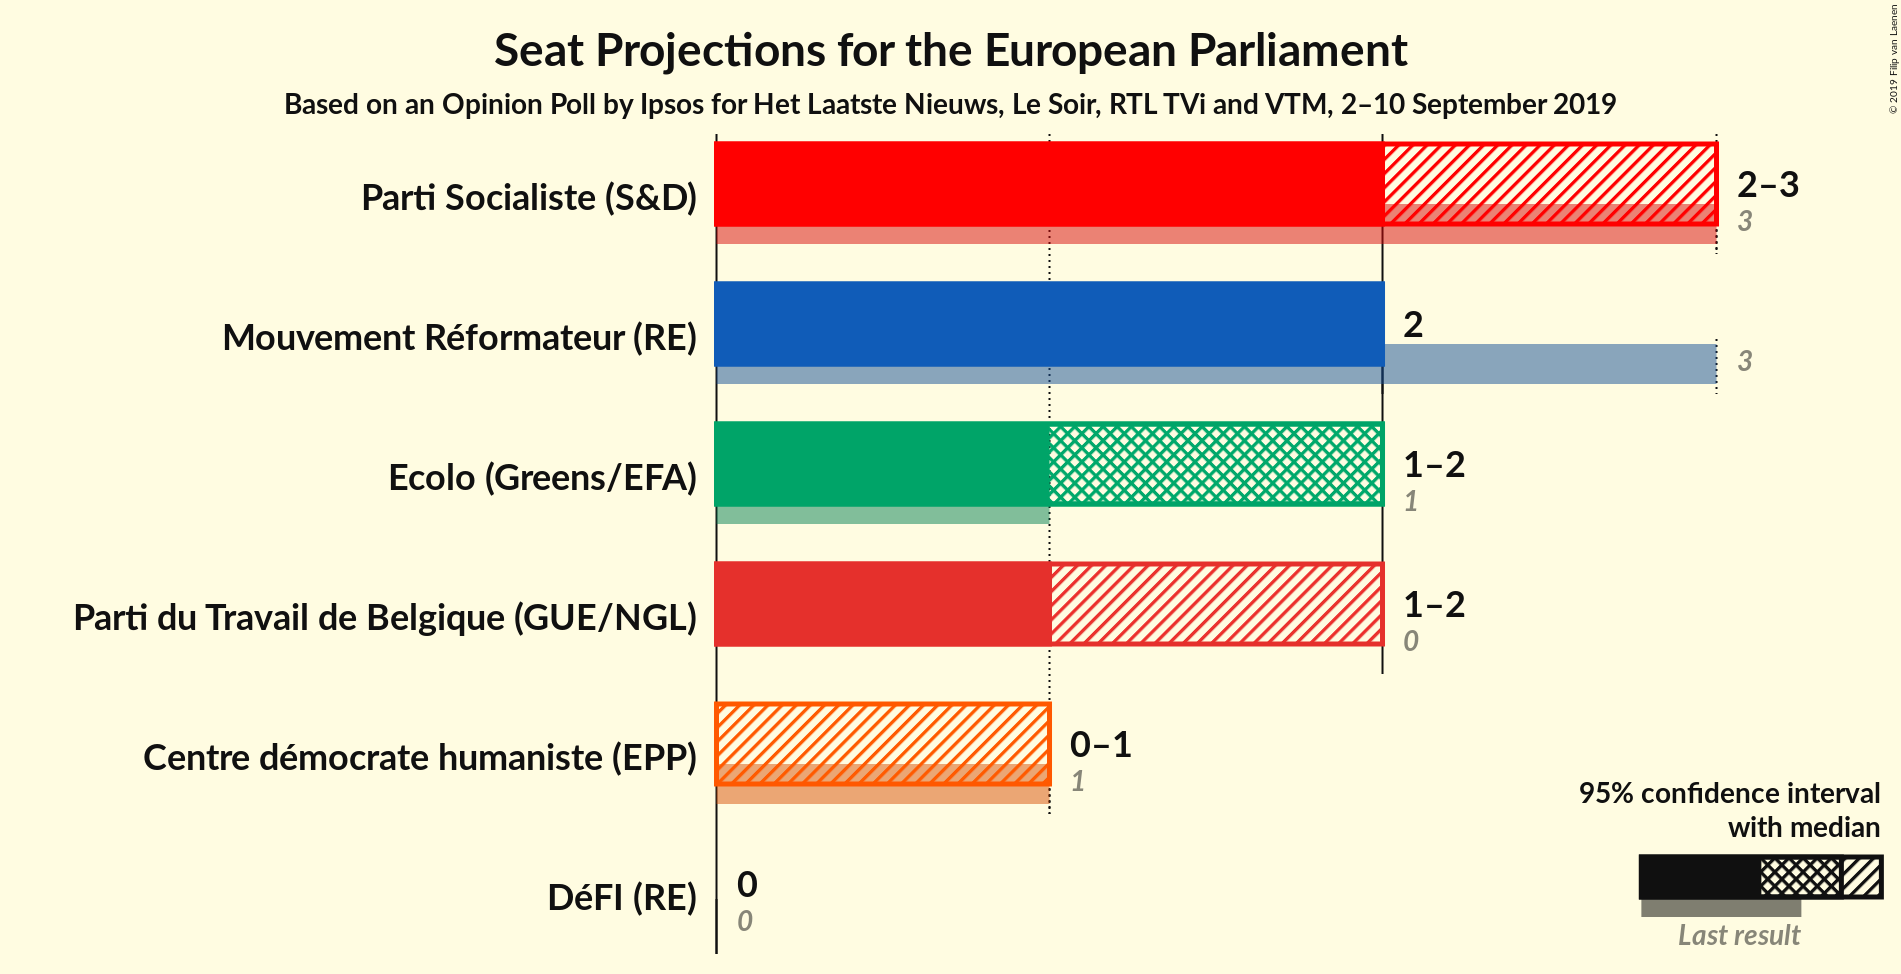 Seat Projections for the European Parliament
Based on an Opinion Poll by Ipsos for Het Laatste Nieuws, Le Soir, RTL TVi and VTM, 2–10 September 2019
© 2019 Filip van Laenen
Parti Socialiste (S&D)
2–3
3
Mouvement Réformateur (RE)
2
3
Ecolo (Greens/EFA)
1–2
1
Parti du Travail de Belgique (GUE/NGL)
1–2
0
Centre démocrate humaniste (EPP)
0–1
1
DéFI (RE)
0
0
95% confidence interval
with median
Last result